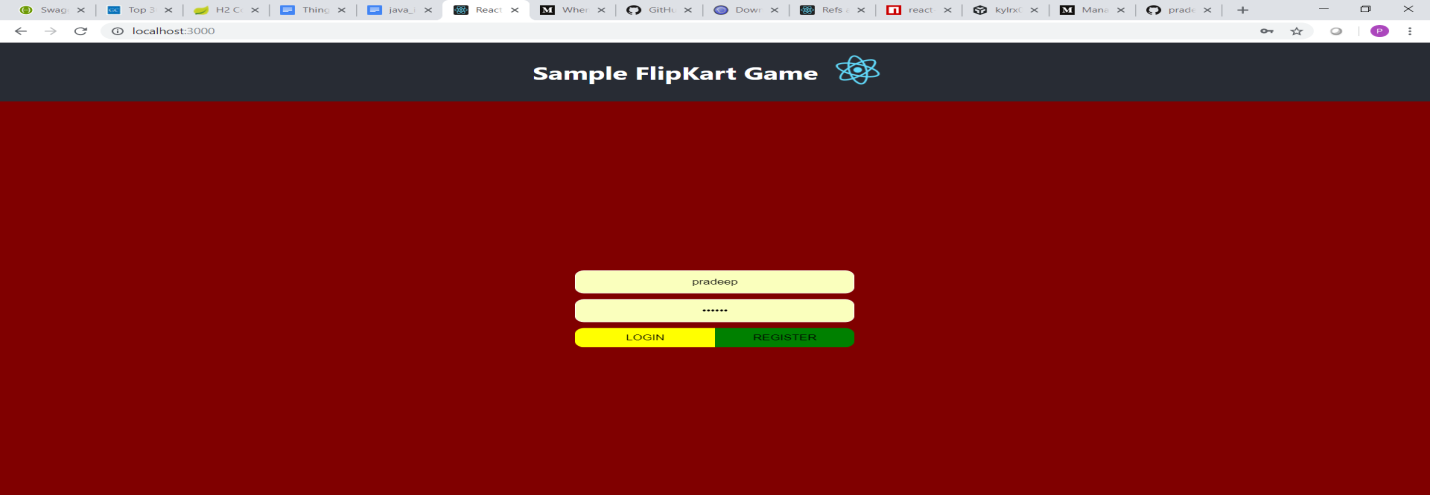 Swag Top 3 H2 C Thing java_ React Wher GitHu Down Refs a react kylrx Mana prade
localhost:3000 P
Sample FlipKart Game
pradeep
••••••
LOGIN REGISTER